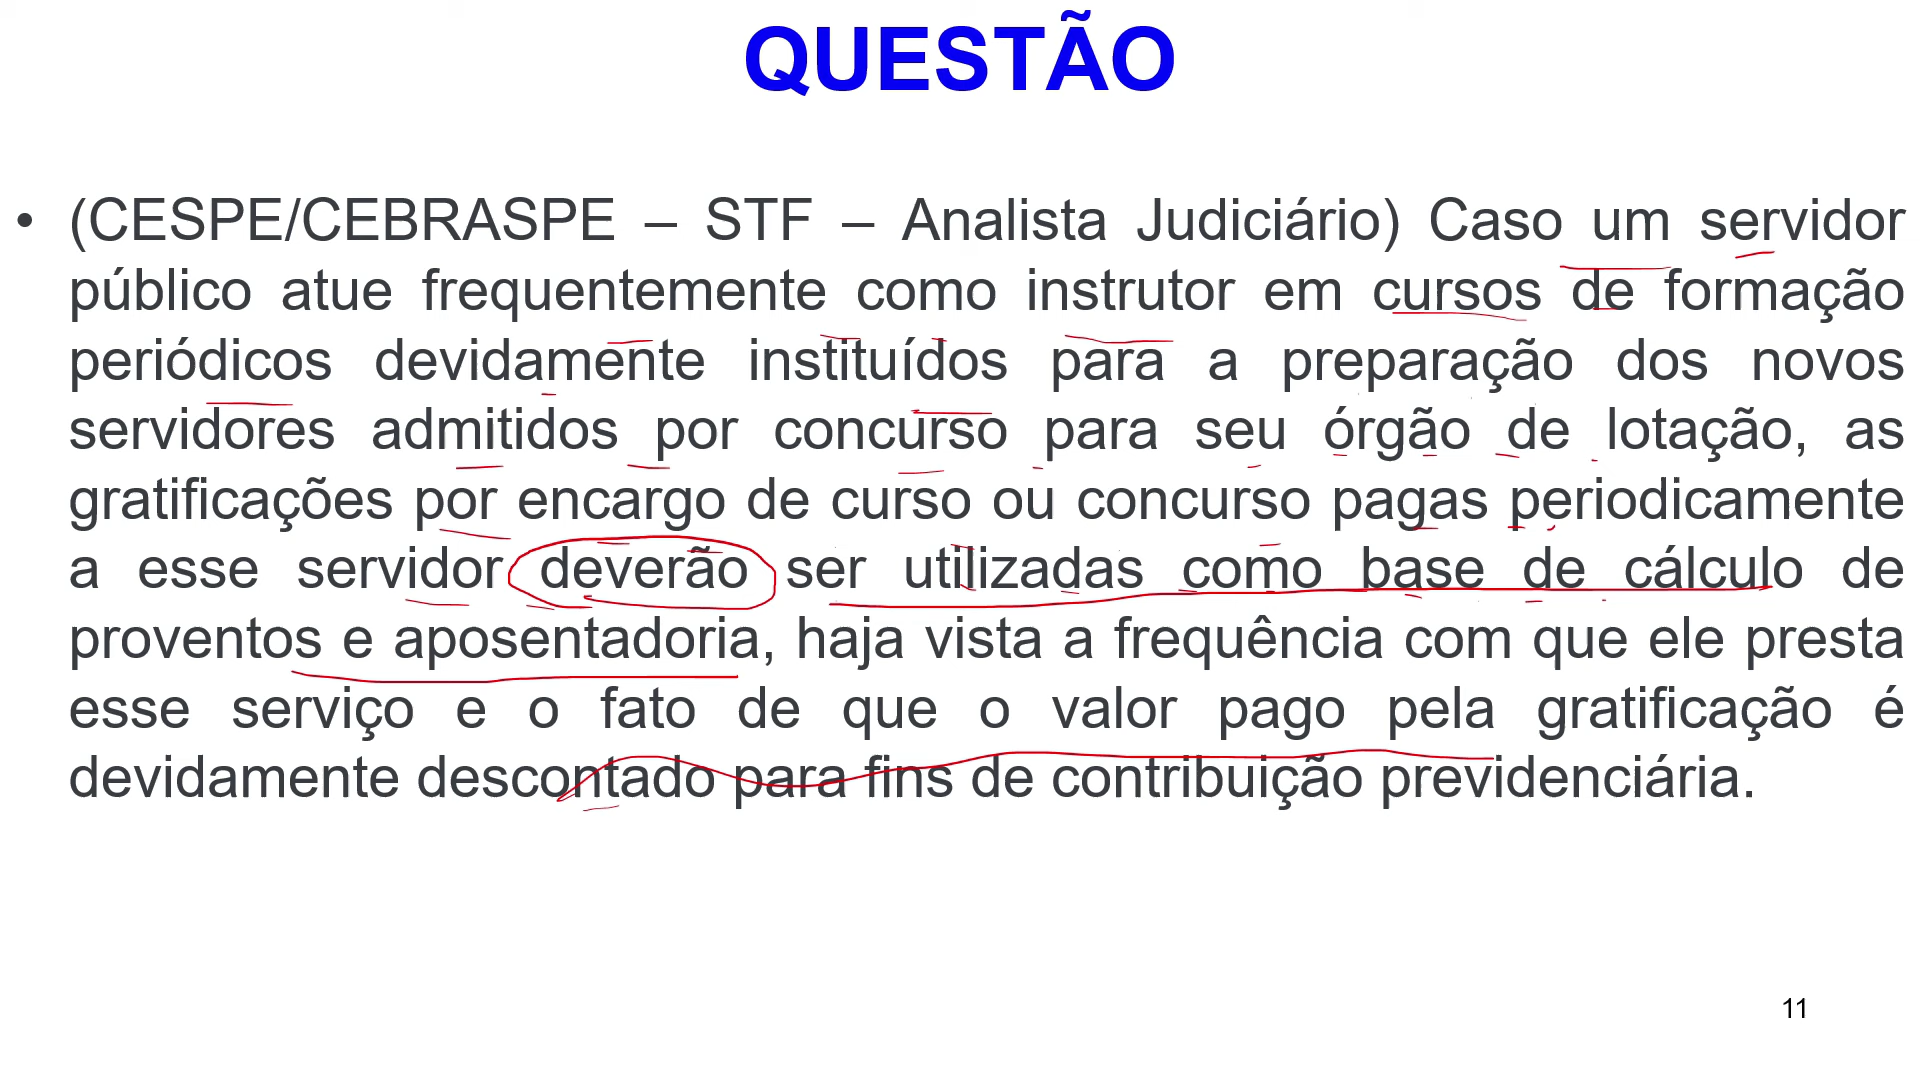 QUESTÃO
• (CESPE/CEBRASPE – STF – Analista Judiciário) Caso um servidor
público atue frequentemente como instrutor em cursos de formação
periódicos devidamente instituídos para a preparação dos novos
servidores admitidos por concurso para seu órgão de lotação, as
gratificações por encargo de curso ou concurso pagas periodicamente
a esse servidor deverão ser utilizadas como base de cálculo de
proventos e aposentadoria, haja vista a frequência com que ele presta
esse serviço e o fato de que o valor pago pela gratificação é
devidamente descontado para fins de contribuição previdenciária.
11